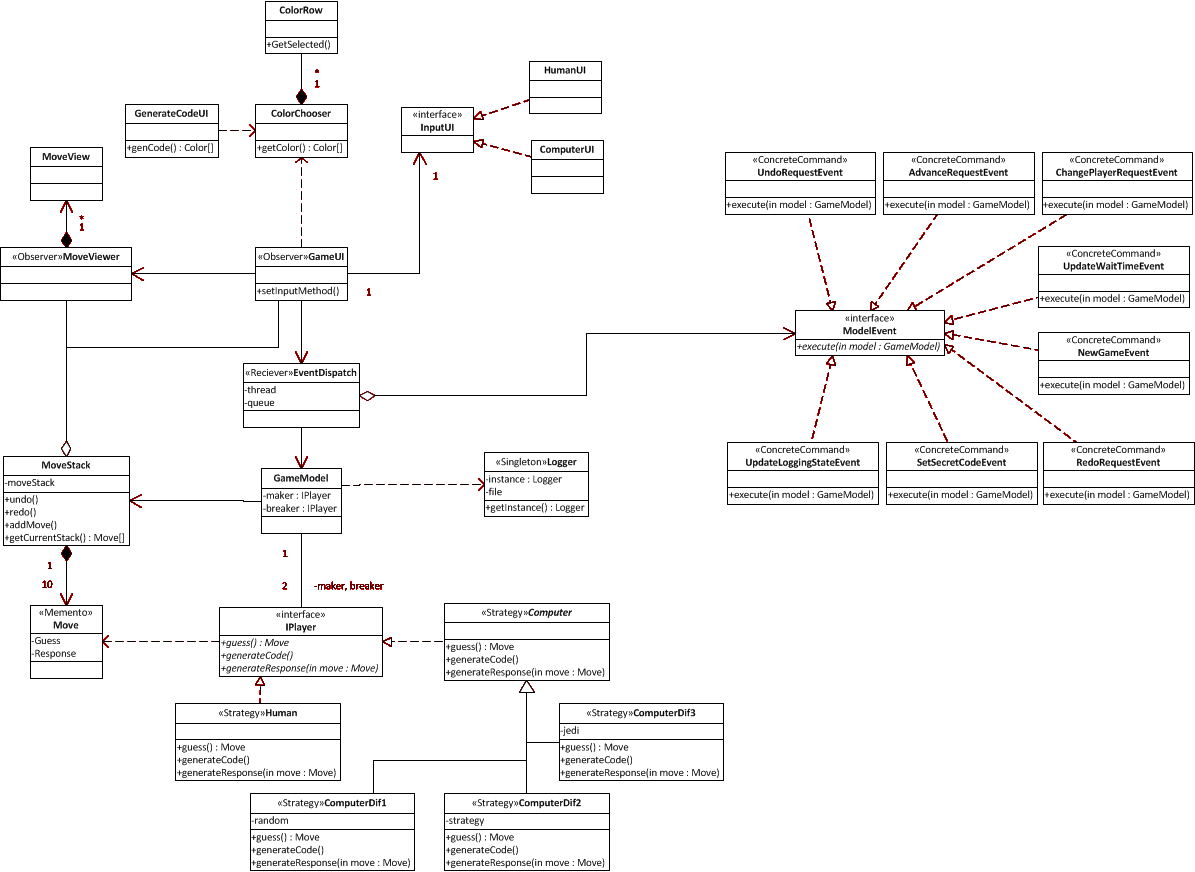 ColorRow
+GetSelected()
*
1
GenerateCodeUI
+genCode() : Color[]
ColorChooser
+getColor() : Color[]
«interface»
InputUI
HumanUI
ComputerUI
1
MoveView
*
1
«Observer»MoveViewer
«Observer»GameUI
+setInputMethod()
1
«Reciever»EventDispatch
-thread
-queue
«ConcreteCommand»
UndoRequestEvent
+execute(in model : GameModel)
«ConcreteCommand»
AdvanceRequestEvent
+execute(in model : GameModel)
«ConcreteCommand»
ChangePlayerRequestEvent
+execute(in model : GameModel)
«ConcreteCommand»
UpdateWaitTimeEvent
+execute(in model : GameModel)
«interface»
ModelEvent
+execute(in model : GameModel)
«ConcreteCommand»
NewGameEvent
+execute(in model : GameModel)
«ConcreteCommand»
UpdateLoggingStateEvent
+execute(in model : GameModel)
«ConcreteCommand»
SetSecretCodeEvent
+execute(in model : GameModel)
«ConcreteCommand»
RedoRequestEvent
+execute(in model : GameModel)
MoveStack
-moveStack
+undo()
+redo()
+addMove()
+getCurrentStack() : Move[]
GameModel
-maker : IPlayer
-breaker : IPlayer
«Singleton»Logger
-instance : Logger
-file
+getInstance() : Logger
1
10
1
2
-maker, breaker
«Memento»
Move
-Guess
-Response
«interface»
IPlayer
+guess() : Move
+generateCode()
+generateResponse(in move : Move)
«Strategy»Computer
+guess() : Move
+generateCode()
+generateResponse(in move : Move)
«Strategy»Human
+guess() : Move
+generateCode()
+generateResponse(in move : Move)
«Strategy»ComputerDif3
-jedi
+guess() : Move
+generateCode()
+generateResponse(in move : Move)
«Strategy»ComputerDif1
-random
+guess() : Move
+generateCode()
+generateResponse(in move : Move)
«Strategy»ComputerDif2
-strategy
+guess() : Move
+generateCode()
+generateResponse(in move : Move)